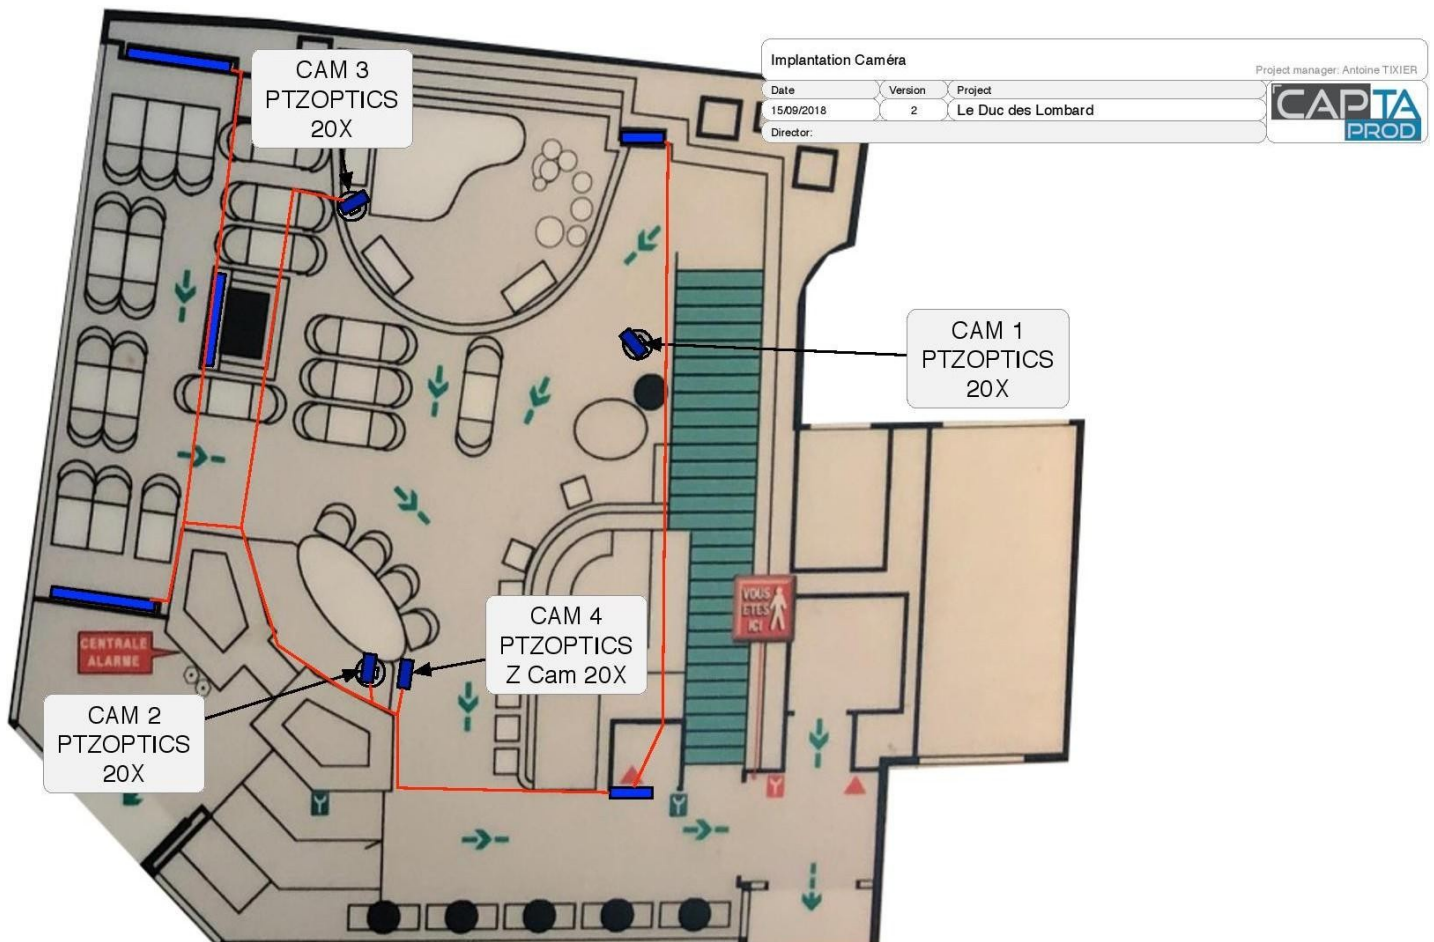 Implantation Caméra
Project manager: Antoine TIXIER
Date
Version
Project
15/09/2018
2
Le Duc des Lombard
Director:
CAPTA
PROD
CAM 3
PTZOPTICS
20X
CAM 1
PTZOPTICS
20X
VOUS
ETES
ICI
CAM 4
PTZOPTICS
Z Cam 20X
CENTRALE
ALARME
CAM 2
PTZOPTICS
20X